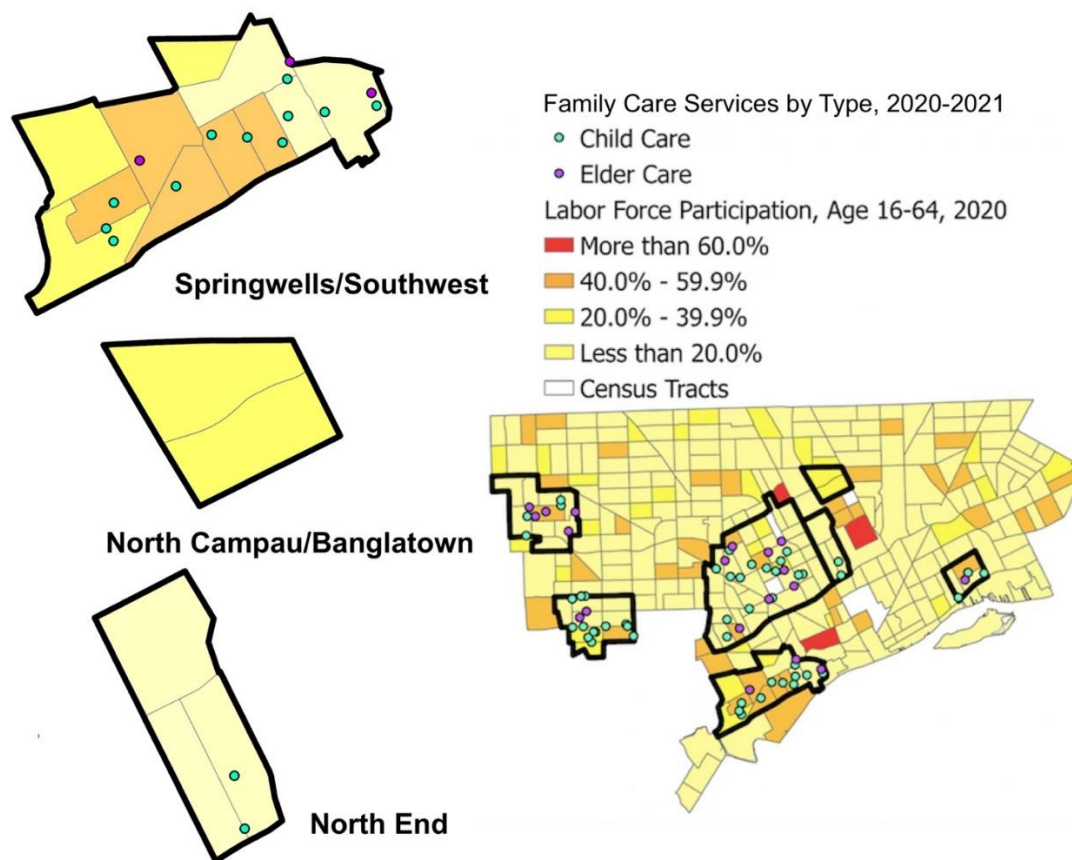 Family Care Services by Type, 2020-2021
Child Care
Elder Care
Labor Force Participation, Age 16-64, 2020
More than 60.0%
40.0% - 59.9%
20.0% - 39.9%
Less than 20.0%
Census Tracts
Springwells/Southwest
North Campau/Banglatown
North End